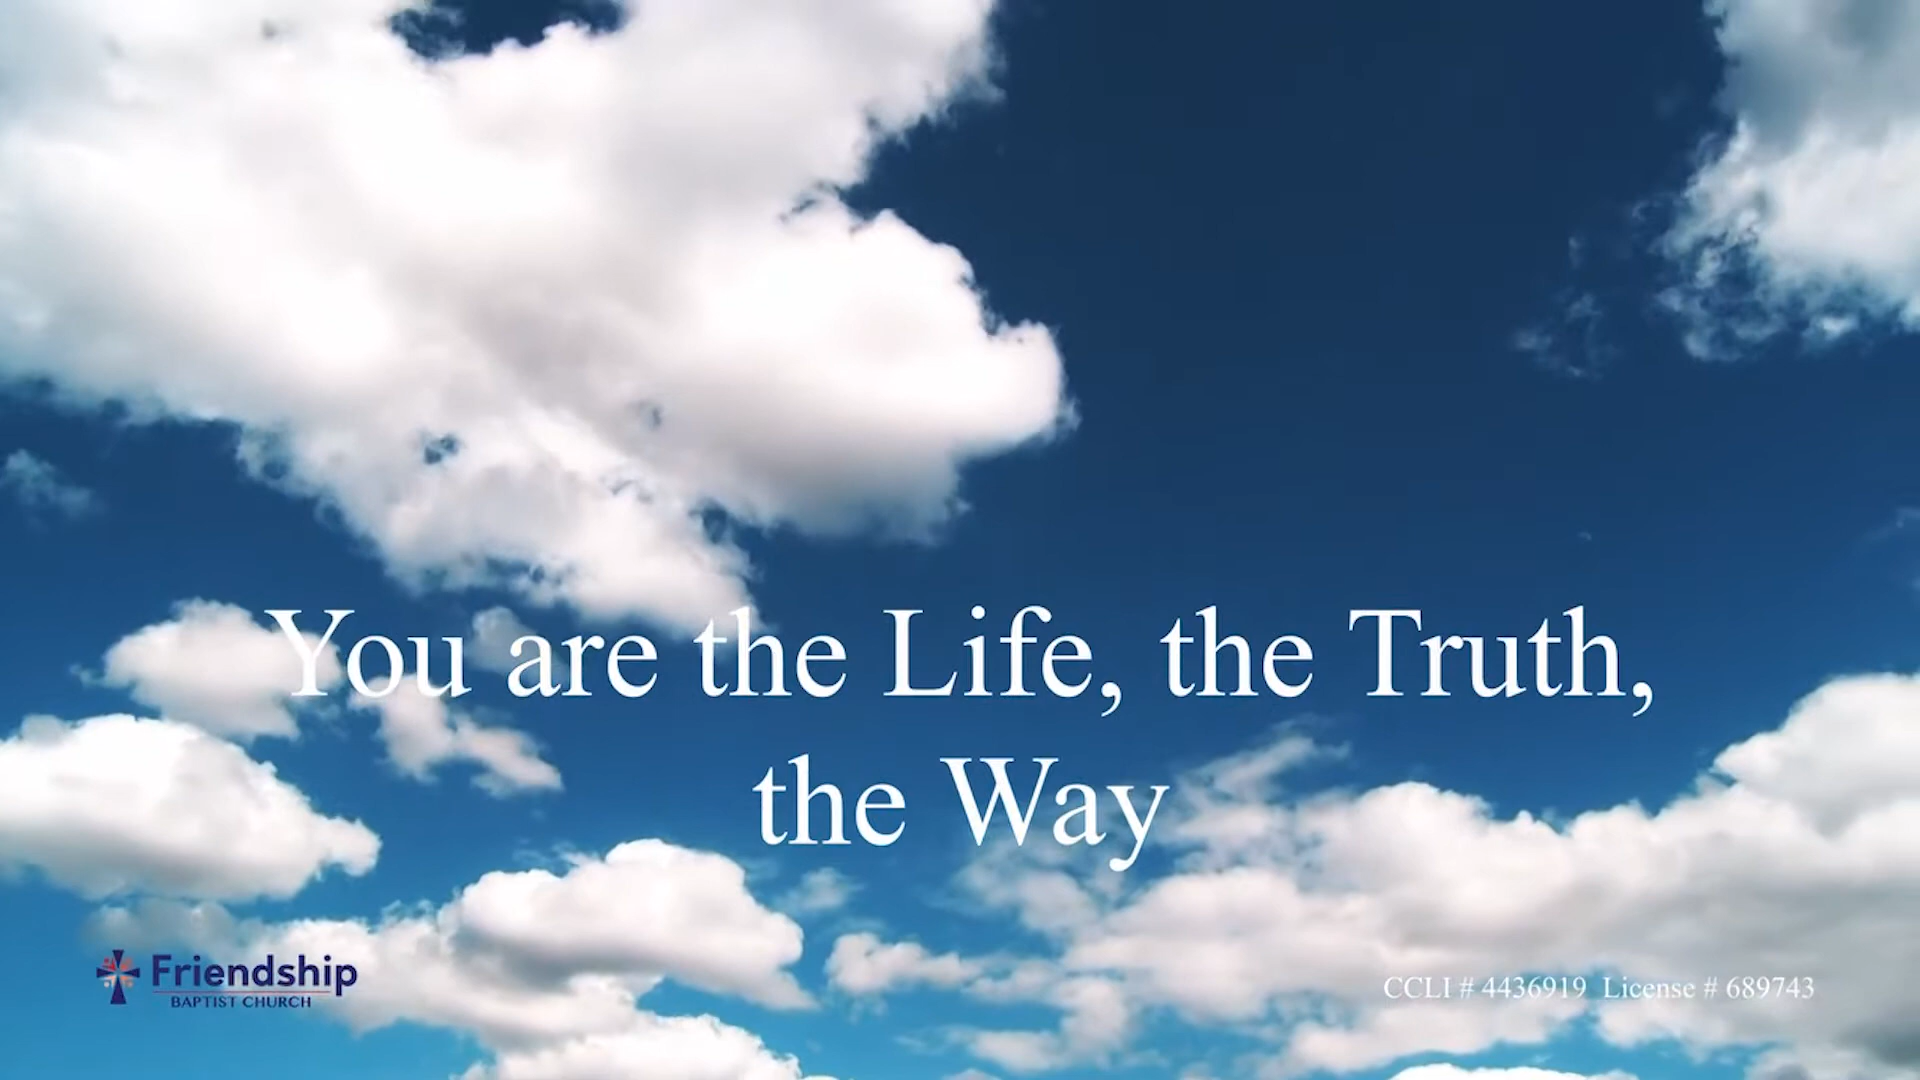 You are the Life, the Truth,
the Way
Friendship
BAPTIST CHURCH
CCLI # 4436919 License # 689743